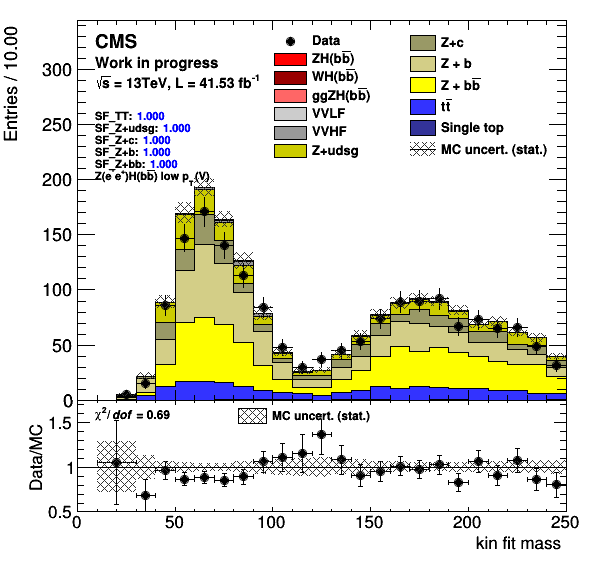 CMS
Work in progress
√s = 13TeV, L = 41.53 fb⁻¹
SF_TT: 1.000
SF_Z+udsg: 1.000
SF_Z+c: 1.000
SF_Z+b: 1.000
SF_Z+bb: 1.000
Z(e⁺e⁺)H(bb̅) low p_T(V)
Data
ZH(bb̅)
WH(bb̅)
ggZH(bb̅)
VVLF
VVHF
Z+udsg
Z+c
Z + b
Z + bb̅
tt̅
Single top
MC uncert. (stat.)
Entries / 10.00
300
250
200
150
100
50
0
χ²/dof = 0.69
MC uncert. (stat.)
Data/MC
1.5
1
0.5
0 50 100 150 200 250
kin fit mass